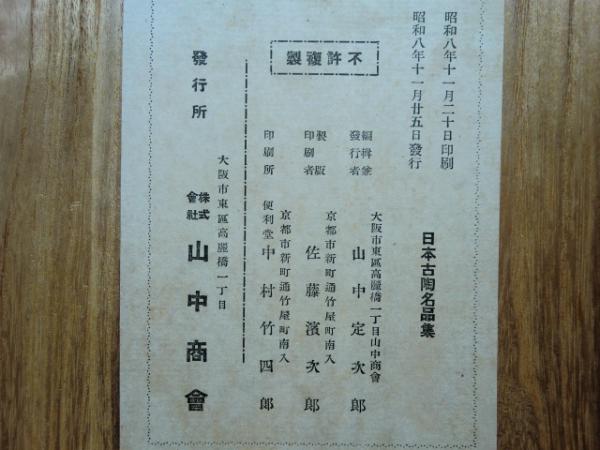 昭和八年十一月二十日印刷
昭和八年十一月廿五日發行
日本古陶名品集
不許複製
編輯兼
發行者
大阪市東區高麗橋一丁目山中商會
山中定次郎
製版
印刷者
京都市新町通竹屋町南入
佐藤濱次郎
印刷所
京都市新町通竹屋町南入
便利堂 中村竹四郎
發行所
大阪市東區高麗橋一丁目
株式
會社
山中商會